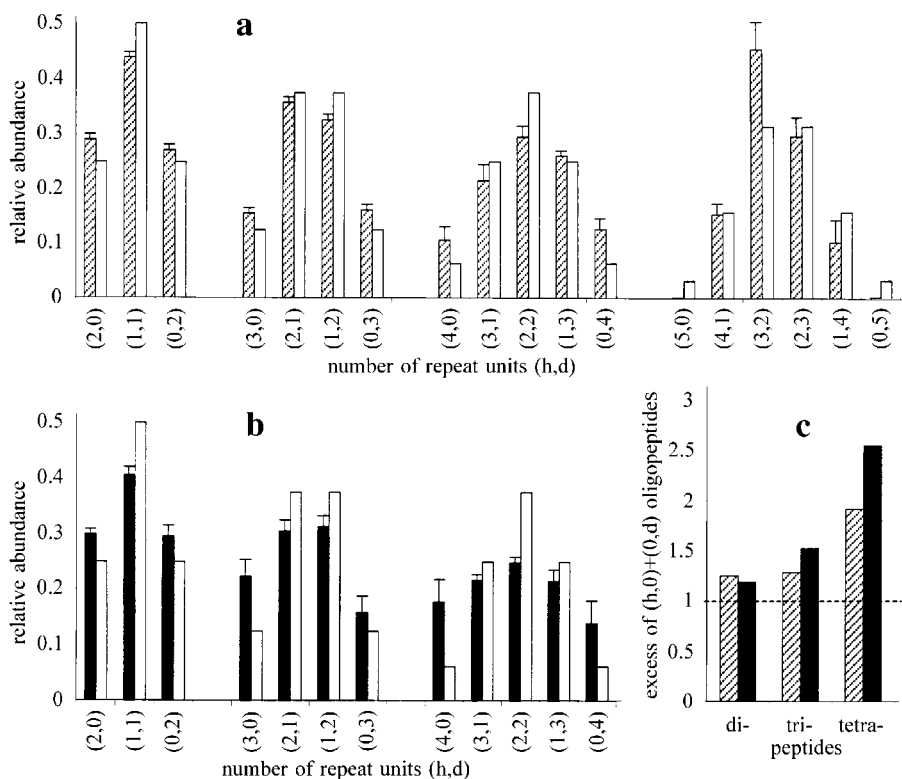 a
0.5
0.4
0.3
0.2
0.1
0
relative abundance
(2,0) (1,1) (0,2) (3,0) (2,1) (1,2) (0,3) (4,0) (3,1) (2,2) (1,3) (0,4) (5,0) (4,1) (3,2) (2,3) (1,4) (0,5)
number of repeat units (h,d)
b
0.5
0.4
0.3
0.2
0.1
0
relative abundance
(2,0) (1,1) (0,2) (3,0) (2,1) (1,2) (0,3) (4,0) (3,1) (2,2) (1,3) (0,4)
number of repeat units (h,d)
c
3
2.5
2
1.5
1
0.5
0
excess of (h,0)+(0,d) oligopeptides
di- tri- tetra-
peptides